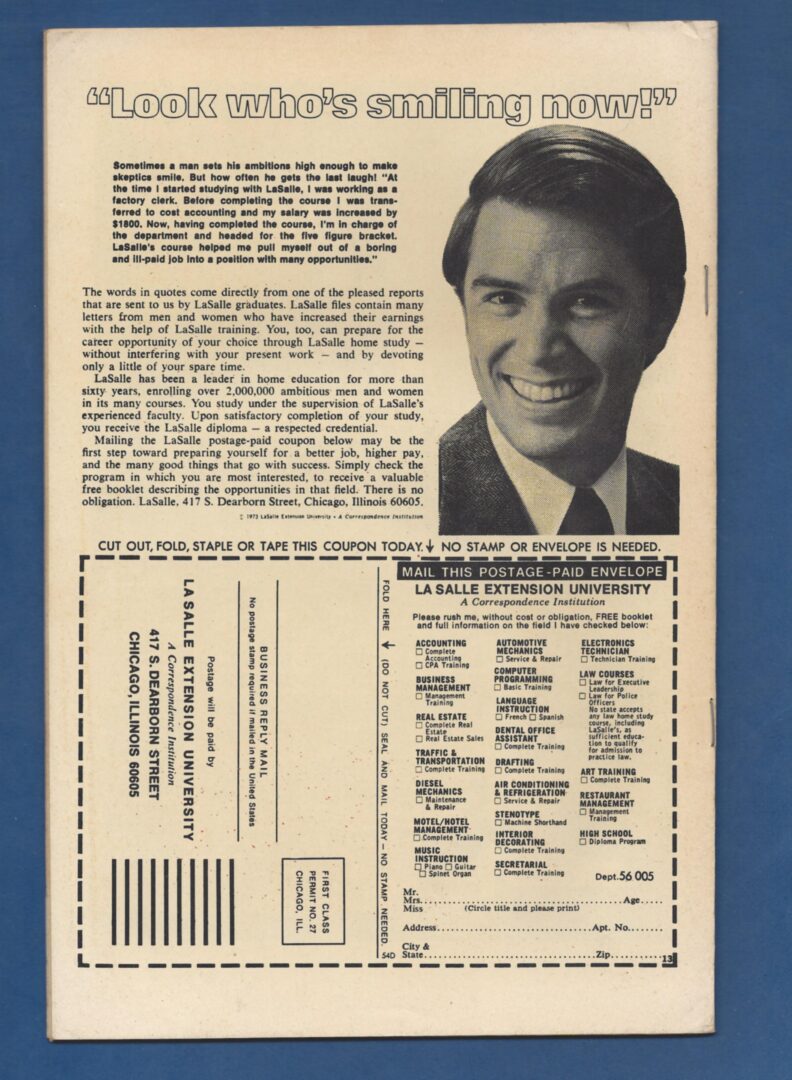 “Look who's smiling now!”
Sometimes a man sets his ambitions high enough to make
skeptics smile. But how often he gets the last laugh! “At
the time I started studying with LaSalle, I was working as a
factory clerk. Before completing the course I was trans-
ferred to cost accounting and my salary was increased by
$1800. Now, having completed the course, I'm in charge of
the department and headed for the five figure bracket.
LaSalle's course helped me pull myself out of a boring
and ill-paid job into a position with many opportunities.”
The words in quotes come directly from one of the pleased reports
that are sent to us by LaSalle graduates. LaSalle files contain many
letters from men and women who have increased their earnings
with the help of LaSalle training. You, too, can prepare for the
career opportunity of your choice through LaSalle home study —
without interfering with your present work — and by devoting
only a little of your spare time.
LaSalle has been a leader in home education for more than
sixty years, enrolling over 2,000,000 ambitious men and women
in its many courses. You study under the supervision of LaSalle's
experienced faculty. Upon satisfactory completion of your study,
you receive the LaSalle diploma — a respected credential.
Mailing the LaSalle postage-paid coupon below may be the
first step toward preparing yourself for a better job, higher pay,
and the many good things that go with success. Simply check the
program in which you are most interested, to receive a valuable
free booklet describing the opportunities in that field. There is no
obligation. LaSalle, 417 S. Dearborn Street, Chicago, Illinois 60605.
© 1973 LaSalle Extension University • A Correspondence Institution
CUT OUT, FOLD, STAPLE OR TAPE THIS COUPON TODAY. NO STAMP OR ENVELOPE IS NEEDED.
BUSINESS REPLY MAIL
No postage stamp required if mailed in the United States
Postage will be paid by
LA SALLE EXTENSION UNIVERSITY
A Correspondence Institution
417 S. DEARBORN STREET
CHICAGO, ILLINOIS 60605
FIRST CLASS
PERMIT NO. 27
CHICAGO, ILL.
FOLD HERE (DO NOT CUT) SEAL AND MAIL TODAY — NO STAMP NEEDED.
54D
MAIL THIS POSTAGE-PAID ENVELOPE
LA SALLE EXTENSION UNIVERSITY
A Correspondence Institution
Please rush me, without cost or obligation, FREE booklet
and full information on the field I have checked below:
ACCOUNTING
Complete
Accounting
CPA Training
BUSINESS
MANAGEMENT
Management
Training
REAL ESTATE
Complete Real
Estate
Real Estate Sales
TRAFFIC &
TRANSPORTATION
Complete Training
DIESEL
MECHANICS
Maintenance
& Repair
MOTEL/HOTEL
MANAGEMENT
Complete Training
MUSIC
INSTRUCTION
Piano Guitar
Spinet Organ
AUTOMOTIVE
MECHANICS
Service & Repair
COMPUTER
PROGRAMMING
Basic Training
LANGUAGE
INSTRUCTION
French Spanish
DENTAL OFFICE
ASSISTANT
Complete Training
DRAFTING
Complete Training
AIR CONDITIONING
& REFRIGERATION
Service & Repair
STENOTYPE
Machine Shorthand
INTERIOR
DECORATING
Complete Training
SECRETARIAL
Complete Training
ELECTRONICS
TECHNICIAN
Technician Training
LAW COURSES
Law for Executive
Leadership
Law for Police
Officers
No state accepts
any law home study
course, including
LaSalle's, as
sufficient educa-
tion to qualify
for admission to
practice law.
ART TRAINING
Complete Training
RESTAURANT
MANAGEMENT
Management
Training
HIGH SCHOOL
Diploma Program
Dept. 56 005
Mr.
Mrs. Age
Miss (Circle title and please print)
Address Apt. No.
City &
State Zip
13